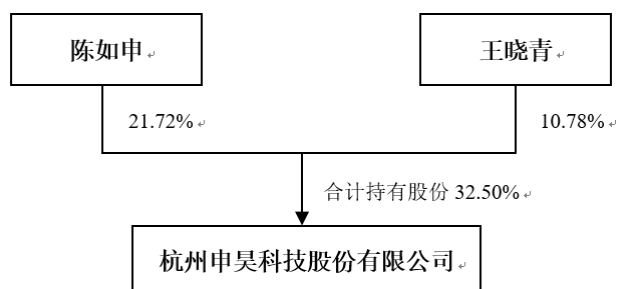 陈如申
王晓青
21.72%
10.78%
合计持有股份 32.50%
杭州申昊科技股份有限公司